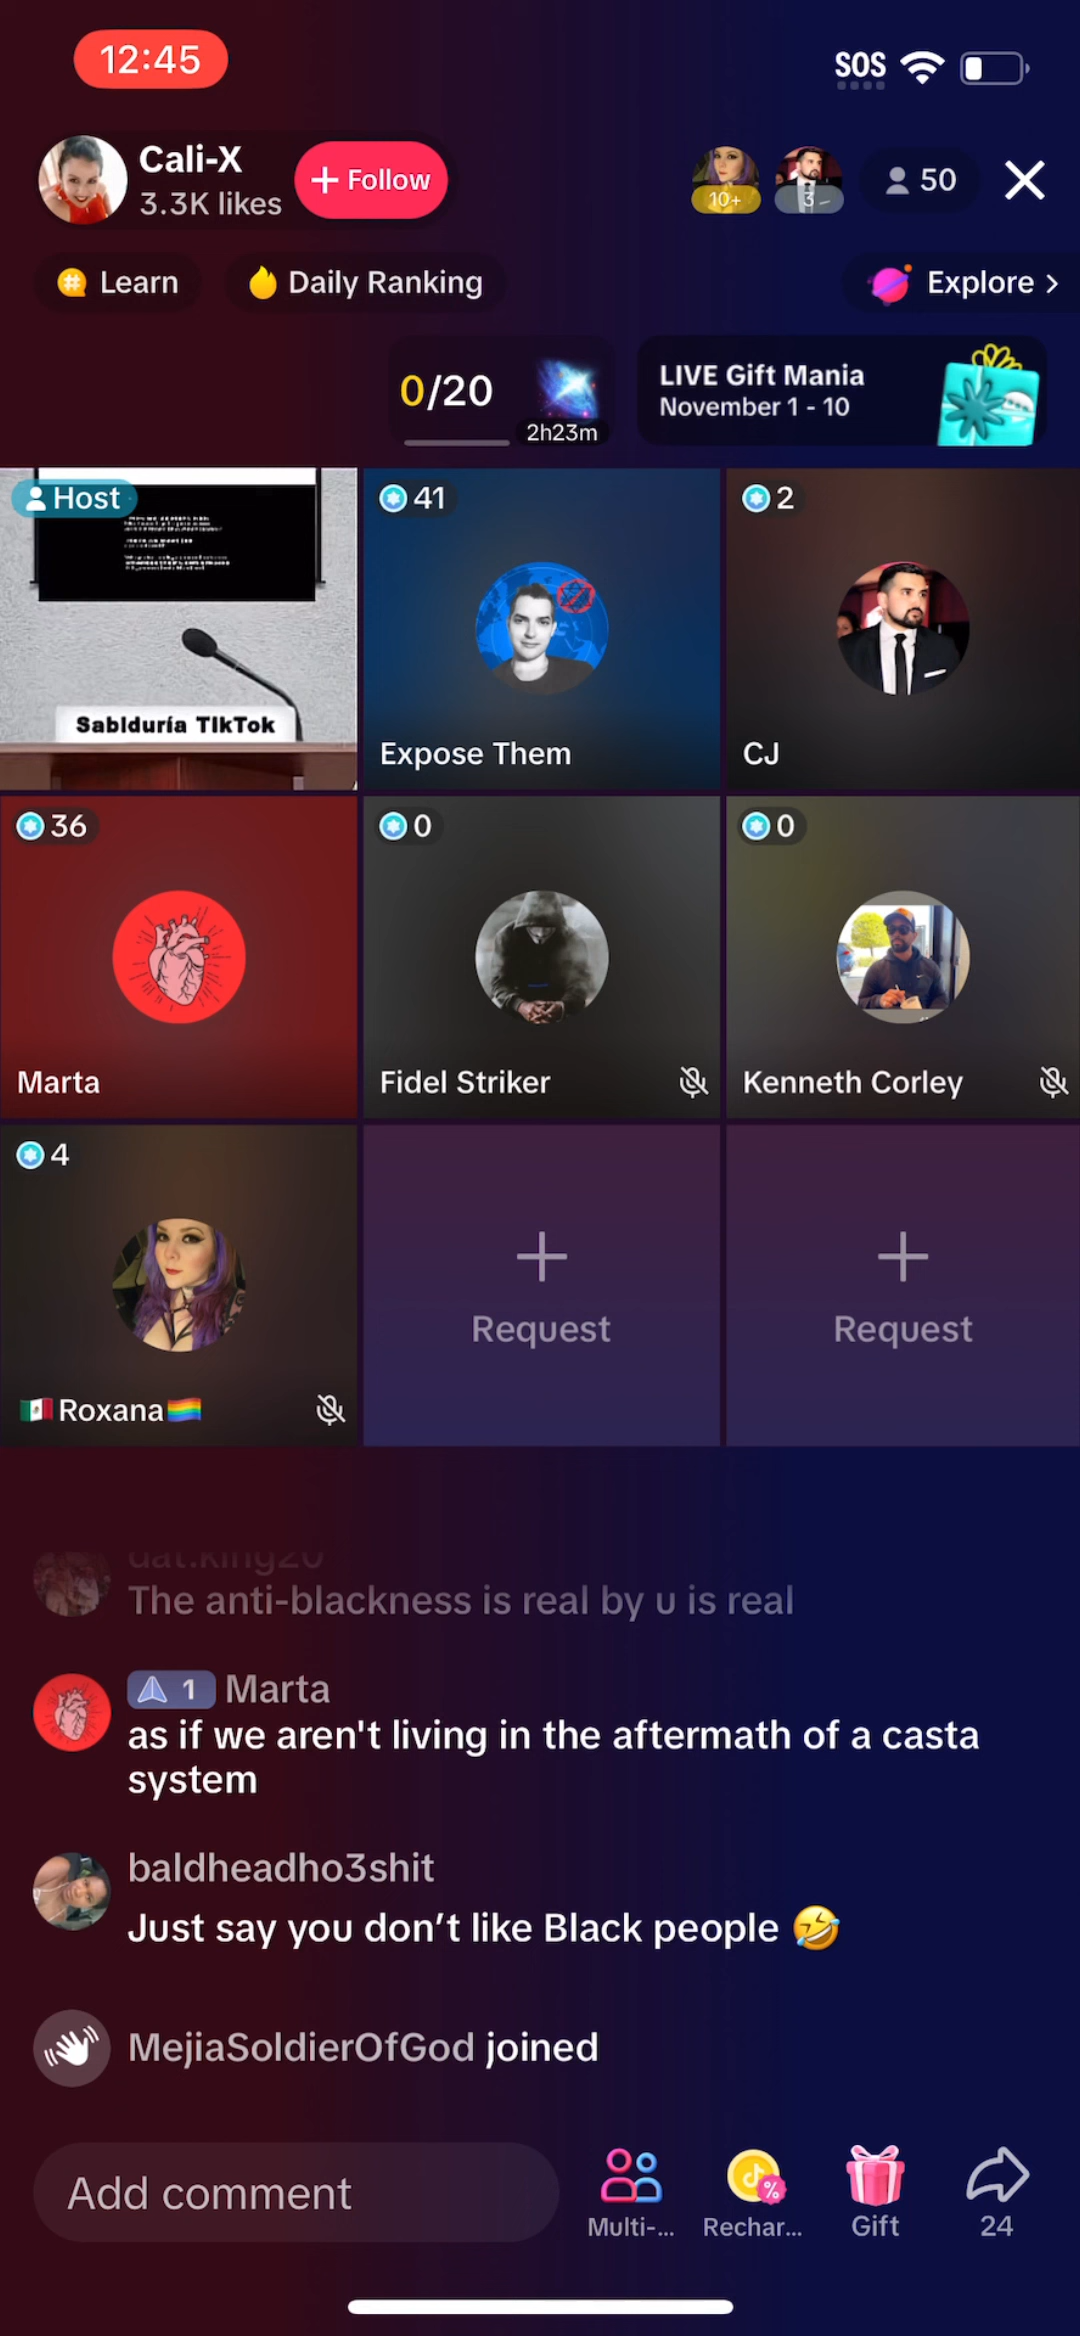 12:45
SOS
Cali-X
3.3K likes
+ Follow
10+
3
50
Learn
Daily Ranking
Explore >
0/20
2h23m
LIVE Gift Mania
November 1 - 10
Host
41
2
Sabiduría TikTok
Expose Them
CJ
36
0
0
Marta
Fidel Striker
Kenneth Corley
4
Request
Request
Roxana
dat.king20
The anti-blackness is real by u is real
1 Marta
as if we aren't living in the aftermath of a casta
system
baldheadho3shit
Just say you don’t like Black people 🤣
MejiaSoldierOfGod joined
Add comment
Multi-...
Rechar...
Gift
24